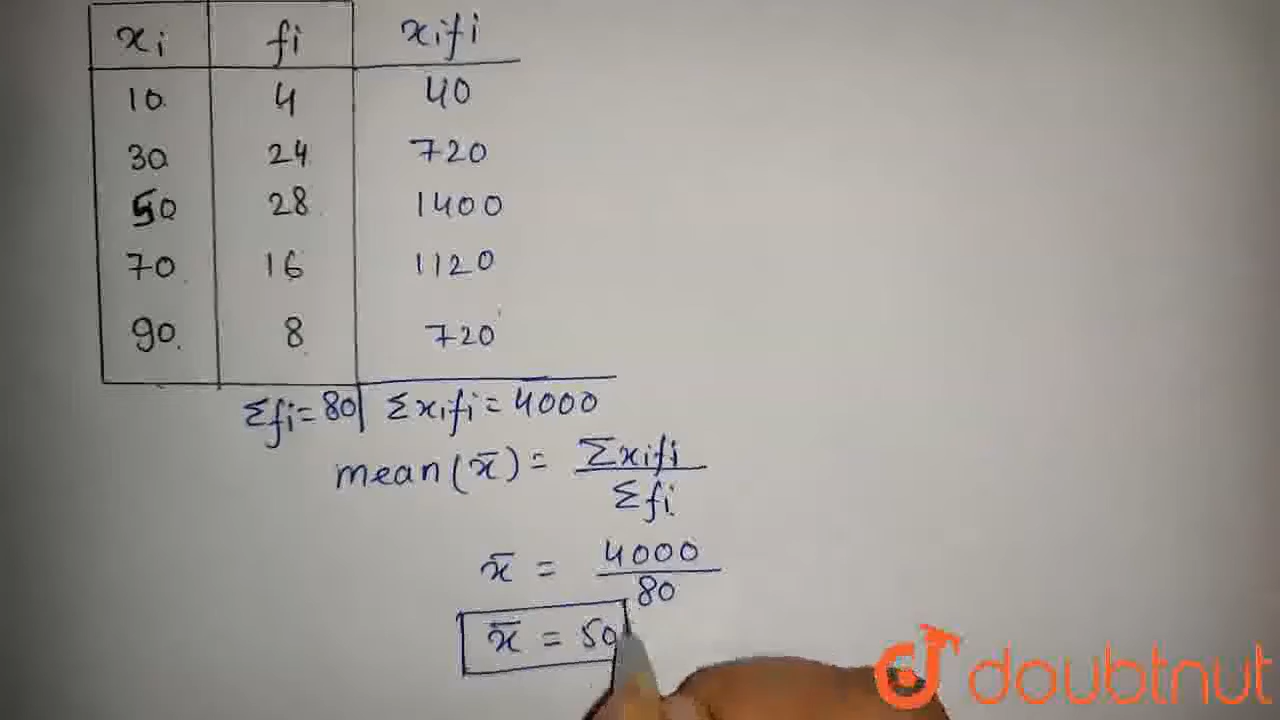 xi fi xifi
10 4 40
30 24 720
50 28 1400
70 16 1120
90 8 720
Σfi = 80 Σxifi = 4000
mean (x̄) = Σxifi / Σfi
x̄ = 4000 / 80
x̄ = 50
doubtnut